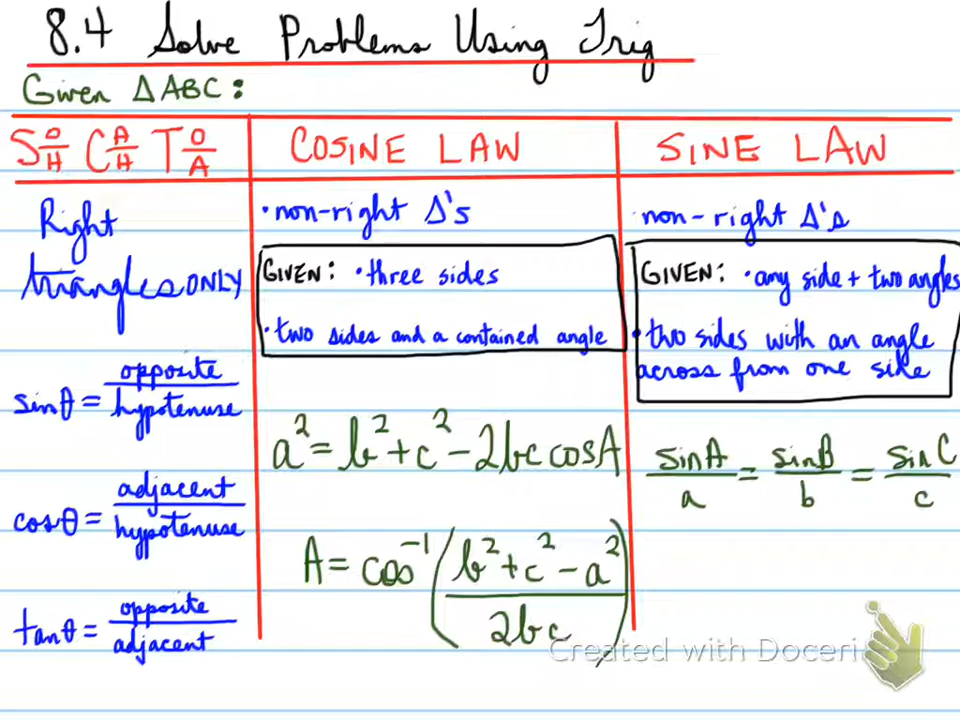 8.4 Solve Problems Using Trig
Given ΔABC:
S O/H C A/H T O/A
Right
triangles ONLY
sinθ = opposite/hypotenuse
cosθ = adjacent/hypotenuse
tanθ = opposite/adjacent
COSINE LAW
•non-right Δ's
GIVEN: •three sides
•two sides and a contained angle
a² = b² + c² - 2bc cosA
A = cos⁻¹((b² + c² - a²)/2bc)
SINE LAW
•non-right Δ's
GIVEN: •any side + two angles
•two sides with an angle
across from one side
sinA/a = sinB/b = sinC/c
Created with Doceri